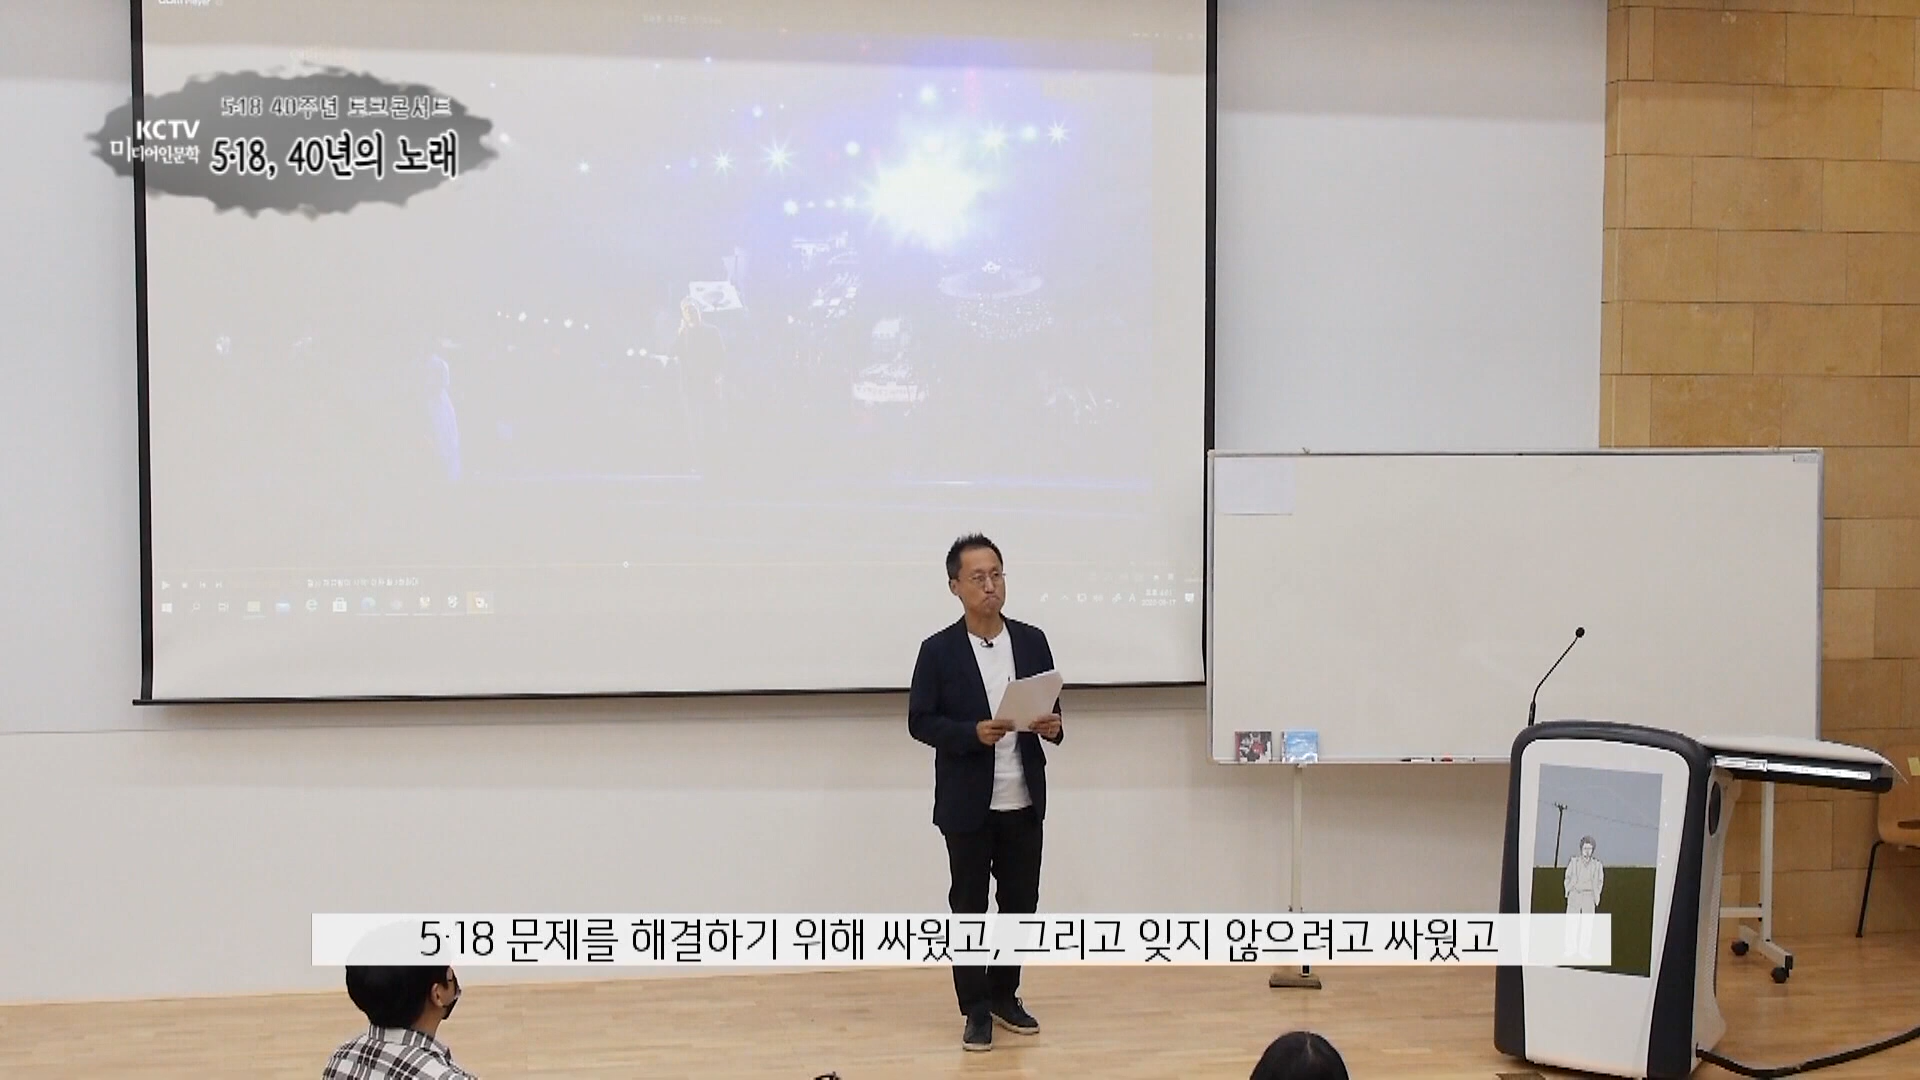 5·18 40주년 토크콘서트
KCTV
미디어인문학
5·18, 40년의 노래
5·18 문제를 해결하기 위해 싸웠고, 그리고 잊지 않으려고 싸웠고